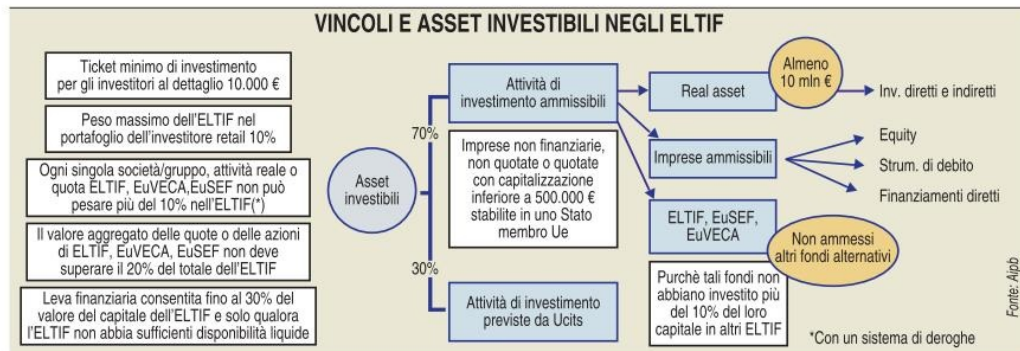 VINCOLI E ASSET INVESTIBILI NEGLI ELTIF
Ticket minimo di investimento
per gli investitori al dettaglio 10.000 €
Peso massimo dell'ELTIF nel
portafoglio dell'investitore retail 10%
Ogni singola società/gruppo, attività reale o
quota ELTIF, EuVECA,EuSEF non può
pesare più del 10% nell'ELTIF(*)
Il valore aggregato delle quote o delle azioni
di ELTIF, EuVECA, EuSEF non deve
superare il 20% del totale dell'ELTIF
Leva finanziaria consentita fino al 30% del
valore del capitale dell'ELTIF e solo qualora
l'ELTIF non abbia sufficienti disponibilità liquide
Asset
investibili
70%
30%
Attività di
investimento ammissibili
Imprese non finanziarie,
non quotate o quotate
con capitalizzazione
inferiore a 500.000 €
stabilite in uno Stato
membro Ue
Attività di investimento
previste da Ucits
Real asset
Almeno
10 mln €
Inv. diretti e indiretti
Imprese ammissibili
Equity
Strum. di debito
Finanziamenti diretti
ELTIF, EuSEF,
EuVECA
Non ammessi
altri fondi alternativi
Purchè tali fondi non
abbiano investito più
del 10% del loro
capitale in altri ELTIF
*Con un sistema di deroghe
Fonte: Aipb